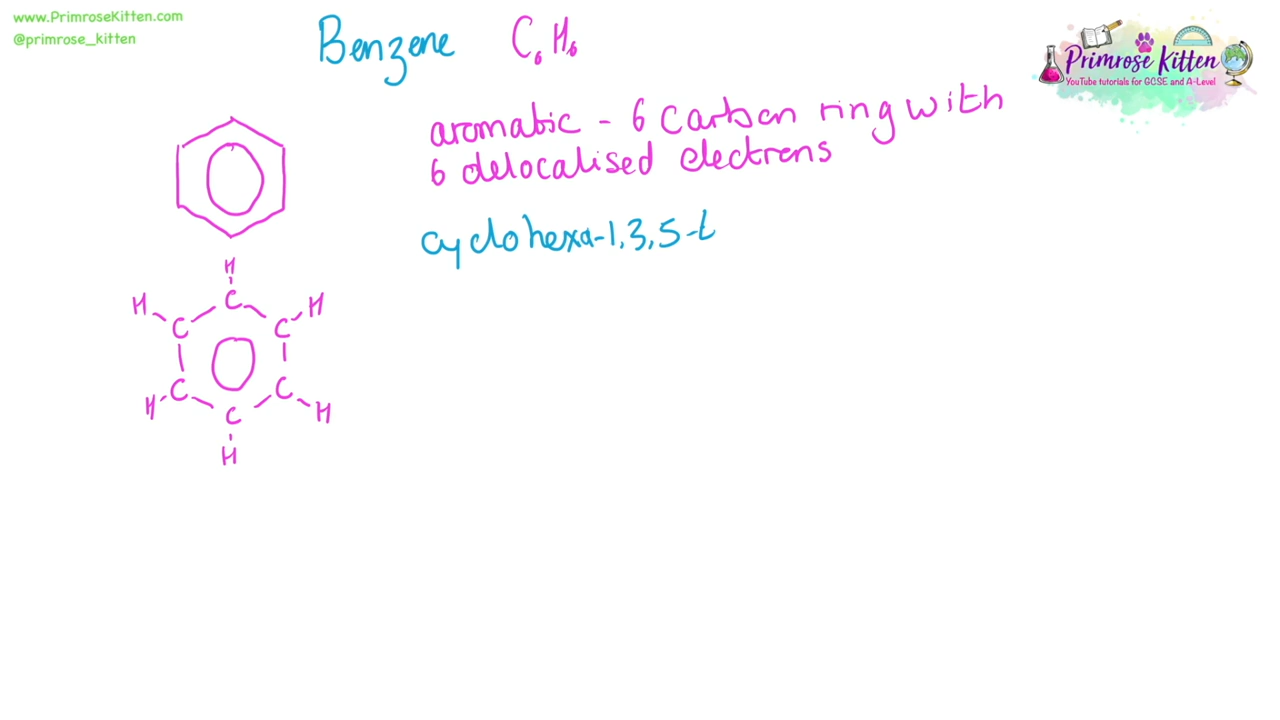 www.PrimroseKitten.com
@primrose_kitten
Benzene C₆H₆
Primrose Kitten
YouTube tutorials for GCSE and A-Level
aromatic - 6 carbon ring with
6 delocalised electrons
cyclohexa-1,3,5-t
H
H C H
C C
C C
H C H
H